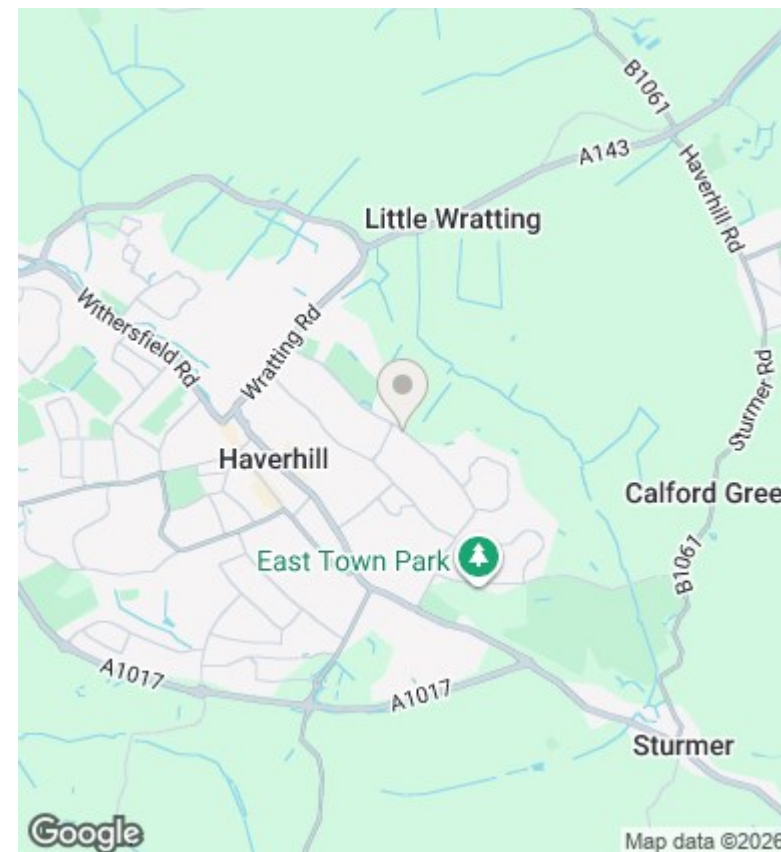 B1061
A143
Haverhill Rd
Little Wratting
Withersfield Rd
Wratting Rd
Sturmer Rd
Haverhill
Calford Gree
East Town Park
B1061
A1017
A1017
Sturmer
Google
Map data ©2026